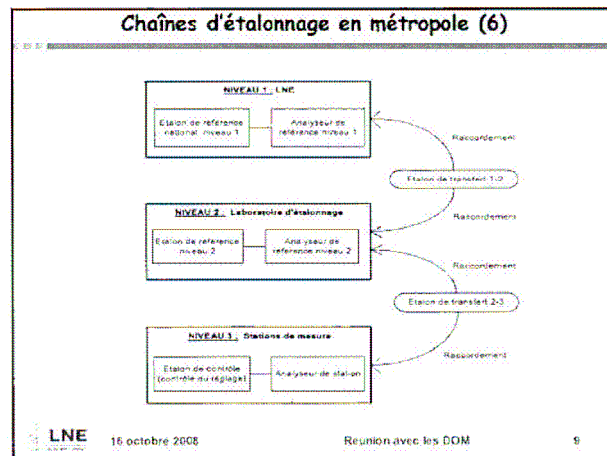 Chaînes d'étalonnage en métropole (6)
NIVEAU 1 : LNE
Etalon de référence
national niveau 1
Analyseur de
référence niveau 1
Raccordement
Etalon de transfert 1-2
Raccordement
NIVEAU 2 : Laboratoire d'étalonnage
Etalon de référence
niveau 2
Analyseur de
référence niveau 2
Raccordement
Etalon de transfert 2-3
Raccordement
NIVEAU 3 : Stations de mesure
Etalon de contrôle
(contrôle du réglage)
Analyseur de station
LNE
16 octobre 2008
Reunion avec les DOM
9